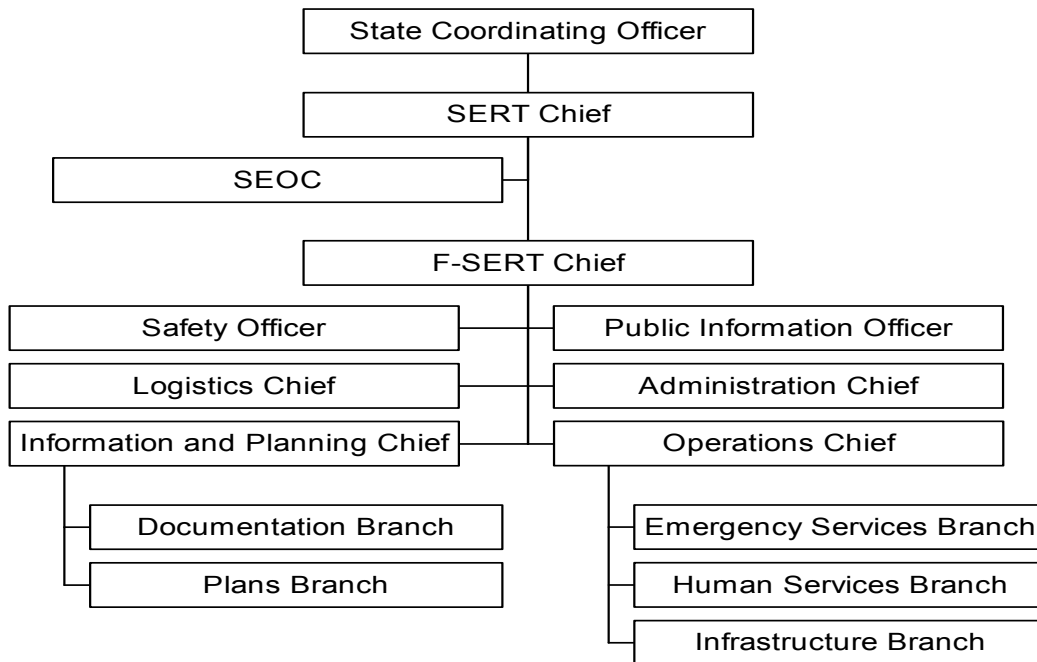 State Coordinating Officer
SERT Chief
SEOC
F-SERT Chief
Safety Officer
Public Information Officer
Logistics Chief
Administration Chief
Information and Planning Chief
Operations Chief
Documentation Branch
Emergency Services Branch
Plans Branch
Human Services Branch
Infrastructure Branch